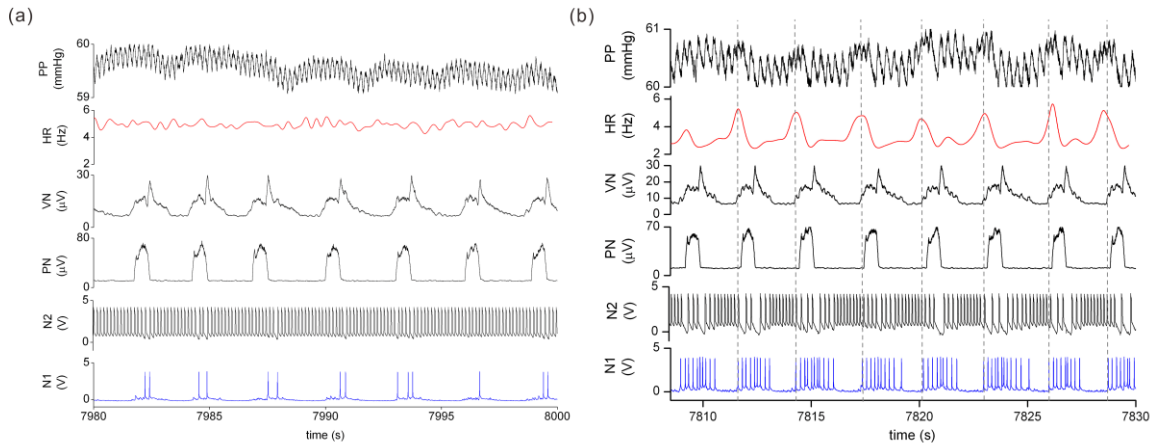 (a)
60
59
PP
(mmHg)
6
4
2
HR
(Hz)
30
0
VN
(µV)
80
0
PN
(µV)
5
0
N2
(V)
5
0
N1
(V)
7980 7985 7990 7995 8000
time (s)
(b)
61
60
PP
(mmHg)
6
4
2
HR
(Hz)
30
20
10
0
VN
(µV)
70
0
PN
(µV)
5
0
N2
(V)
5
0
N1
(V)
7810 7815 7820 7825 7830
time (s)